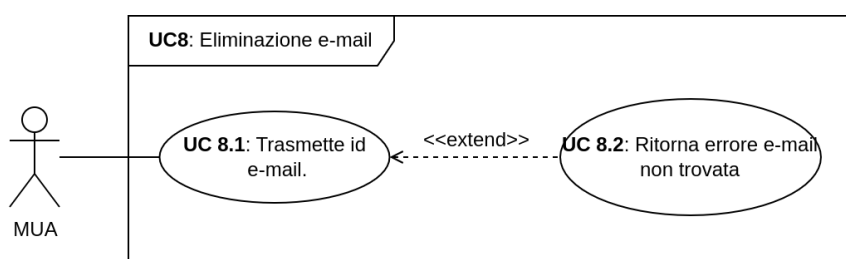 UC8: Eliminazione e-mail
<<extend>>
UC 8.1: Trasmette id
e-mail.
UC 8.2: Ritorna errore e-mail
non trovata
MUA